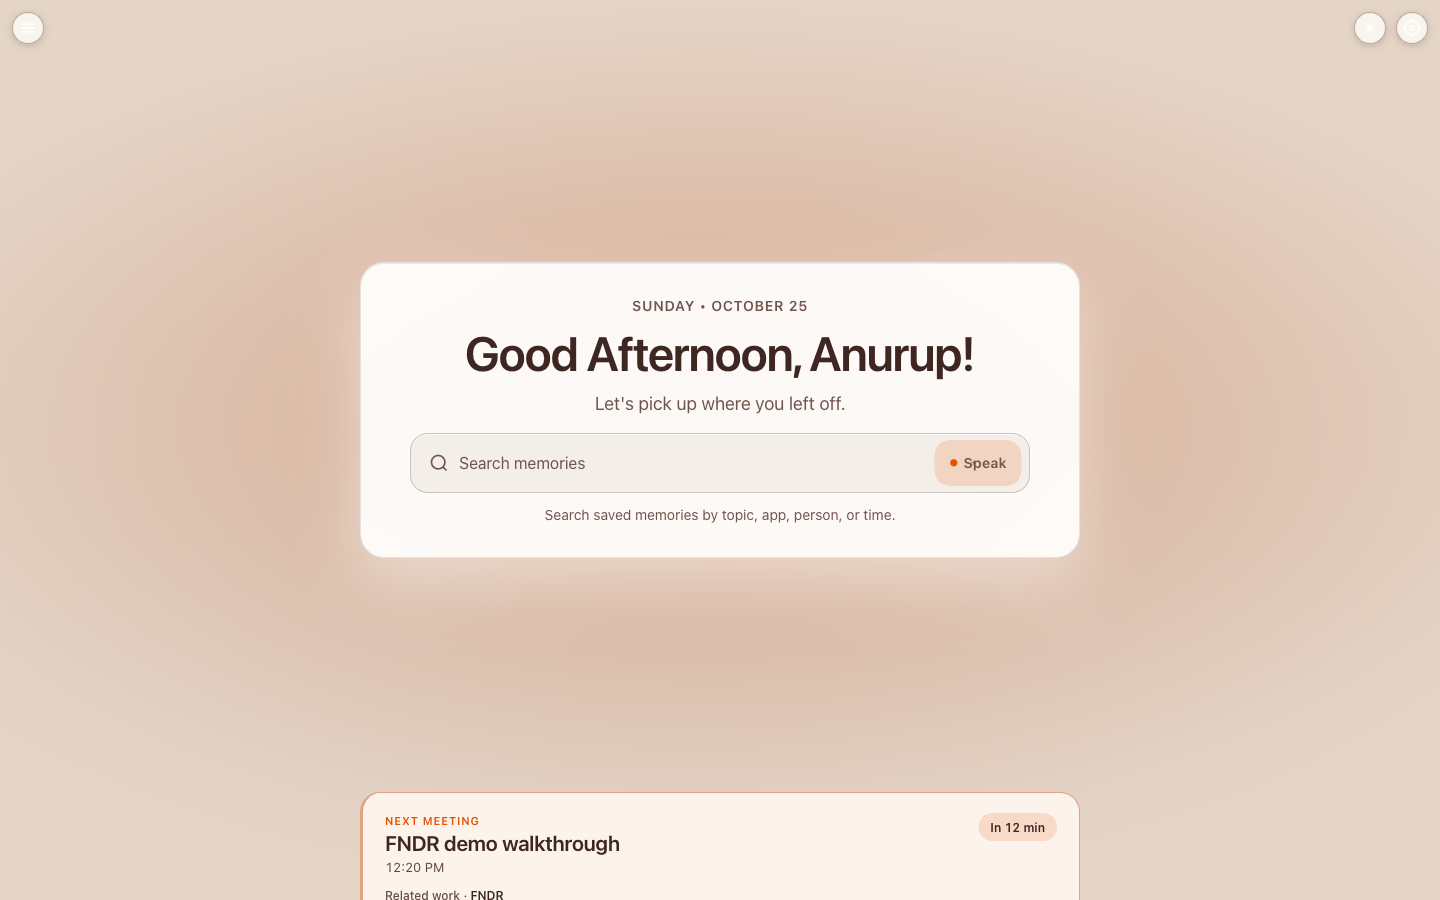 SUNDAY • OCTOBER 25
Good Afternoon, Anurup!
Let's pick up where you left off.
Search memories
Speak
Search saved memories by topic, app, person, or time.
NEXT MEETING
In 12 min
FNDR demo walkthrough
12:20 PM
Related work · FNDR